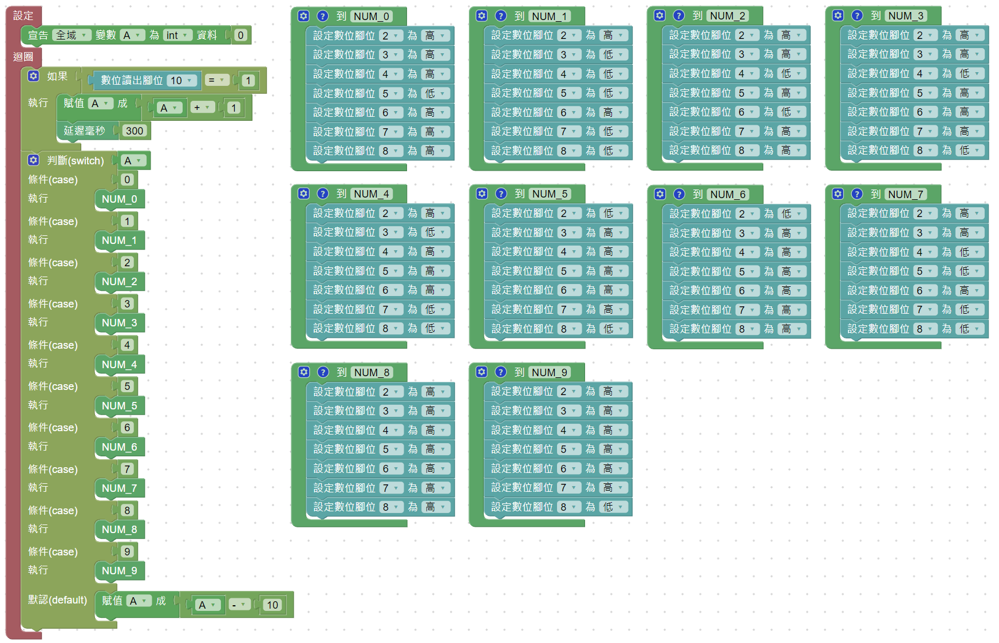 設定
宣告 全域 變數 A 為 int 資料 0
迴圈
如果 數位讀出腳位 10 = 1
執行 賦值 A 成 A + 1
延遲毫秒 300
判斷(switch) A
條件(case) 0
執行 NUM_0
條件(case) 1
執行 NUM_1
條件(case) 2
執行 NUM_2
條件(case) 3
執行 NUM_3
條件(case) 4
執行 NUM_4
條件(case) 5
執行 NUM_5
條件(case) 6
執行 NUM_6
條件(case) 7
執行 NUM_7
條件(case) 8
執行 NUM_8
條件(case) 9
執行 NUM_9
默認(default) 賦值 A 成 A - 10
? 到 NUM_0
設定數位腳位 2 為 高
設定數位腳位 3 為 高
設定數位腳位 4 為 高
設定數位腳位 5 為 低
設定數位腳位 6 為 高
設定數位腳位 7 為 高
設定數位腳位 8 為 高
? 到 NUM_1
設定數位腳位 2 為 高
設定數位腳位 3 為 低
設定數位腳位 4 為 低
設定數位腳位 5 為 低
設定數位腳位 6 為 高
設定數位腳位 7 為 低
設定數位腳位 8 為 低
? 到 NUM_2
設定數位腳位 2 為 高
設定數位腳位 3 為 高
設定數位腳位 4 為 低
設定數位腳位 5 為 高
設定數位腳位 6 為 低
設定數位腳位 7 為 高
設定數位腳位 8 為 高
? 到 NUM_3
設定數位腳位 2 為 高
設定數位腳位 3 為 高
設定數位腳位 4 為 低
設定數位腳位 5 為 高
設定數位腳位 6 為 高
設定數位腳位 7 為 高
設定數位腳位 8 為 低
? 到 NUM_4
設定數位腳位 2 為 高
設定數位腳位 3 為 低
設定數位腳位 4 為 高
設定數位腳位 5 為 高
設定數位腳位 6 為 高
設定數位腳位 7 為 低
設定數位腳位 8 為 低
? 到 NUM_5
設定數位腳位 2 為 低
設定數位腳位 3 為 高
設定數位腳位 4 為 高
設定數位腳位 5 為 高
設定數位腳位 6 為 高
設定數位腳位 7 為 高
設定數位腳位 8 為 低
? 到 NUM_6
設定數位腳位 2 為 低
設定數位腳位 3 為 高
設定數位腳位 4 為 高
設定數位腳位 5 為 高
設定數位腳位 6 為 高
設定數位腳位 7 為 高
設定數位腳位 8 為 高
? 到 NUM_7
設定數位腳位 2 為 高
設定數位腳位 3 為 高
設定數位腳位 4 為 低
設定數位腳位 5 為 低
設定數位腳位 6 為 高
設定數位腳位 7 為 低
設定數位腳位 8 為 低
? 到 NUM_8
設定數位腳位 2 為 高
設定數位腳位 3 為 高
設定數位腳位 4 為 高
設定數位腳位 5 為 高
設定數位腳位 6 為 高
設定數位腳位 7 為 高
設定數位腳位 8 為 高
? 到 NUM_9
設定數位腳位 2 為 高
設定數位腳位 3 為 高
設定數位腳位 4 為 高
設定數位腳位 5 為 高
設定數位腳位 6 為 高
設定數位腳位 7 為 高
設定數位腳位 8 為 低